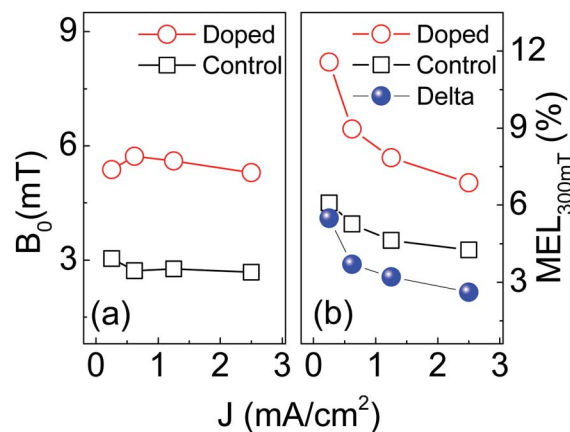 9
6
3
B₀(mT)
Doped
Control
(a)
0 1 2 3
Doped
Control
Delta
(b)
0 1 2 3
12
9
6
3
MEL₃₀₀ₘT (%)
J (mA/cm²)